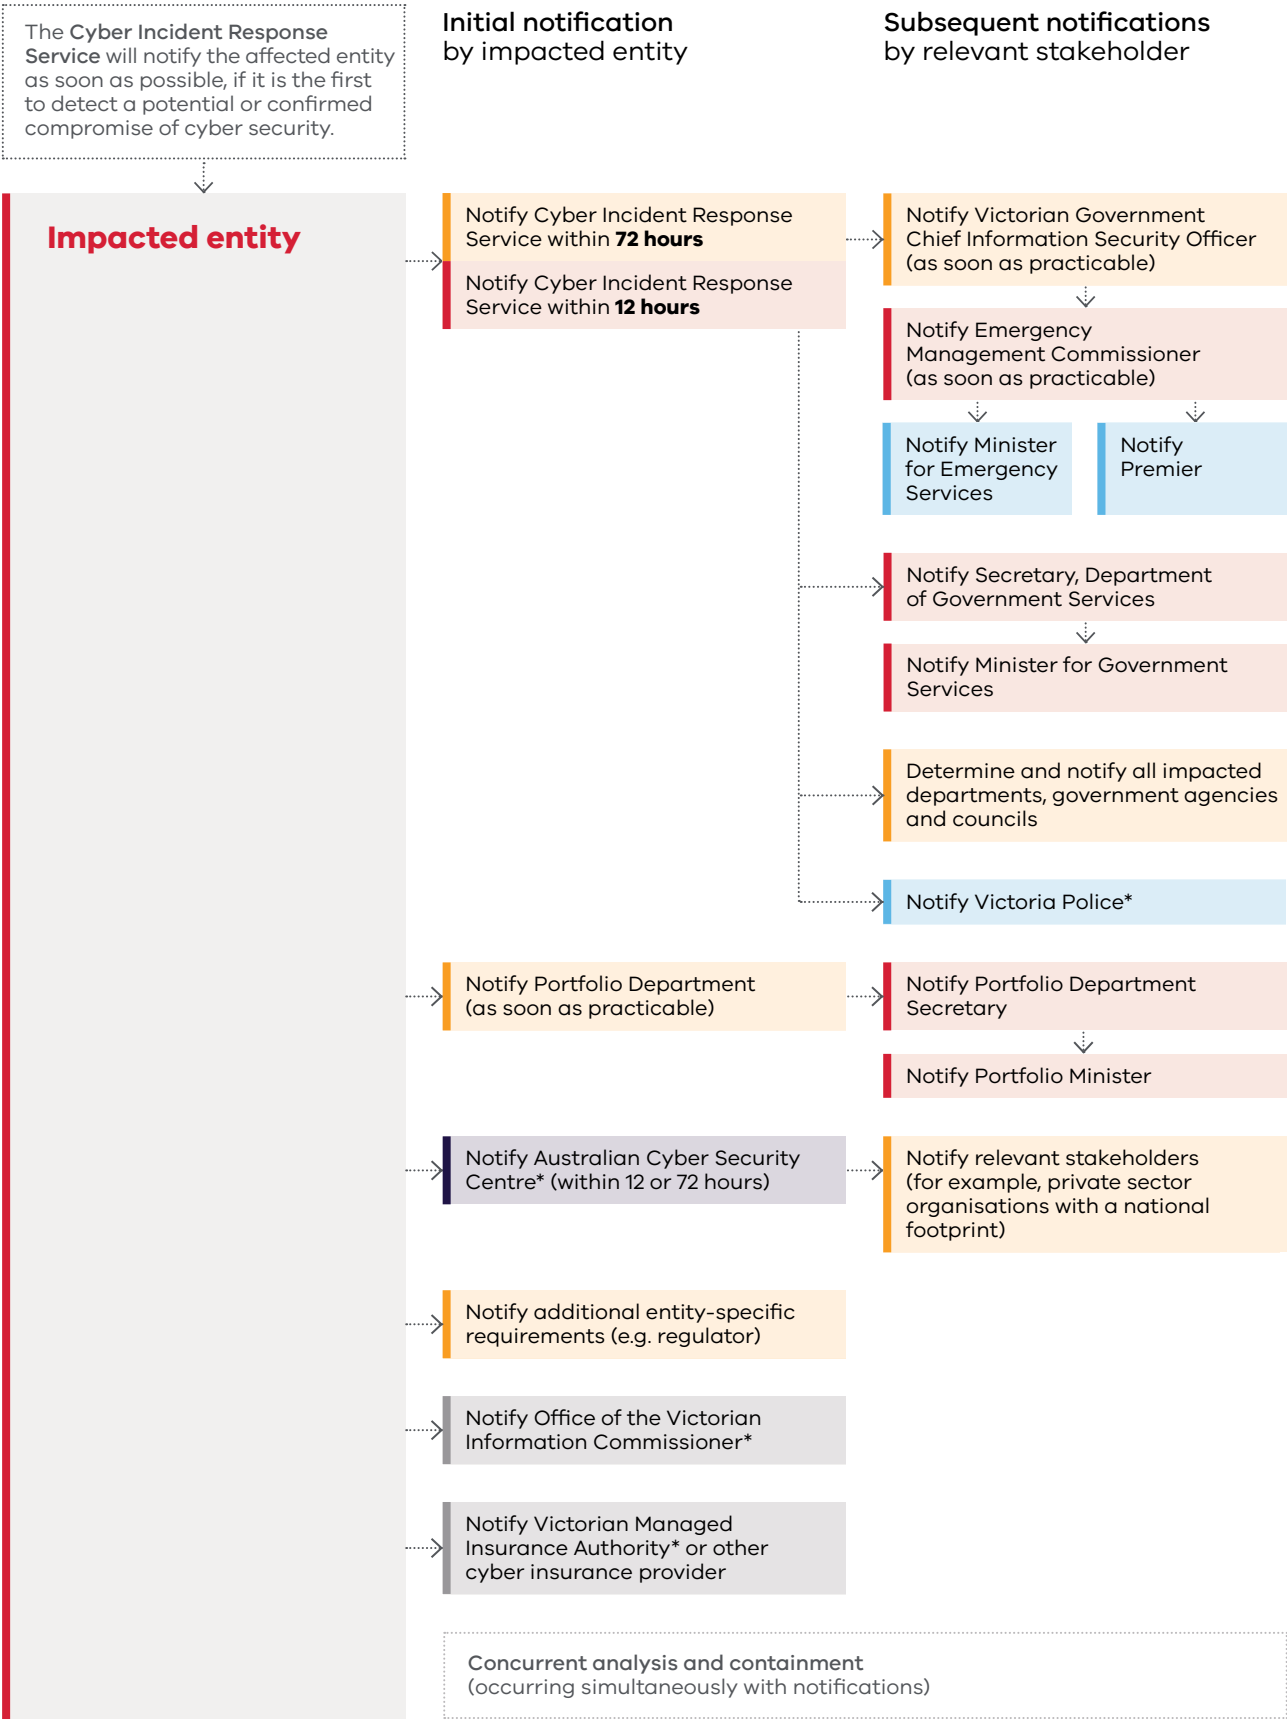 The Cyber Incident Response
Service will notify the affected entity
as soon as possible, if it is the first
to detect a potential or confirmed
compromise of cyber security.
Initial notification
by impacted entity
Subsequent notifications
by relevant stakeholder
Impacted entity
Notify Cyber Incident Response
Service within 72 hours
Notify Cyber Incident Response
Service within 12 hours
Notify Victorian Government
Chief Information Security Officer
(as soon as practicable)
Notify Emergency
Management Commissioner
(as soon as practicable)
Notify Minister
for Emergency
Services
Notify
Premier
Notify Secretary, Department
of Government Services
Notify Minister for Government
Services
Determine and notify all impacted
departments, government agencies
and councils
Notify Victoria Police*
Notify Portfolio Department
(as soon as practicable)
Notify Portfolio Department
Secretary
Notify Portfolio Minister
Notify Australian Cyber Security
Centre* (within 12 or 72 hours)
Notify relevant stakeholders
(for example, private sector
organisations with a national
footprint)
Notify additional entity-specific
requirements (e.g. regulator)
Notify Office of the Victorian
Information Commissioner*
Notify Victorian Managed
Insurance Authority* or other
cyber insurance provider
Concurrent analysis and containment
(occurring simultaneously with notifications)